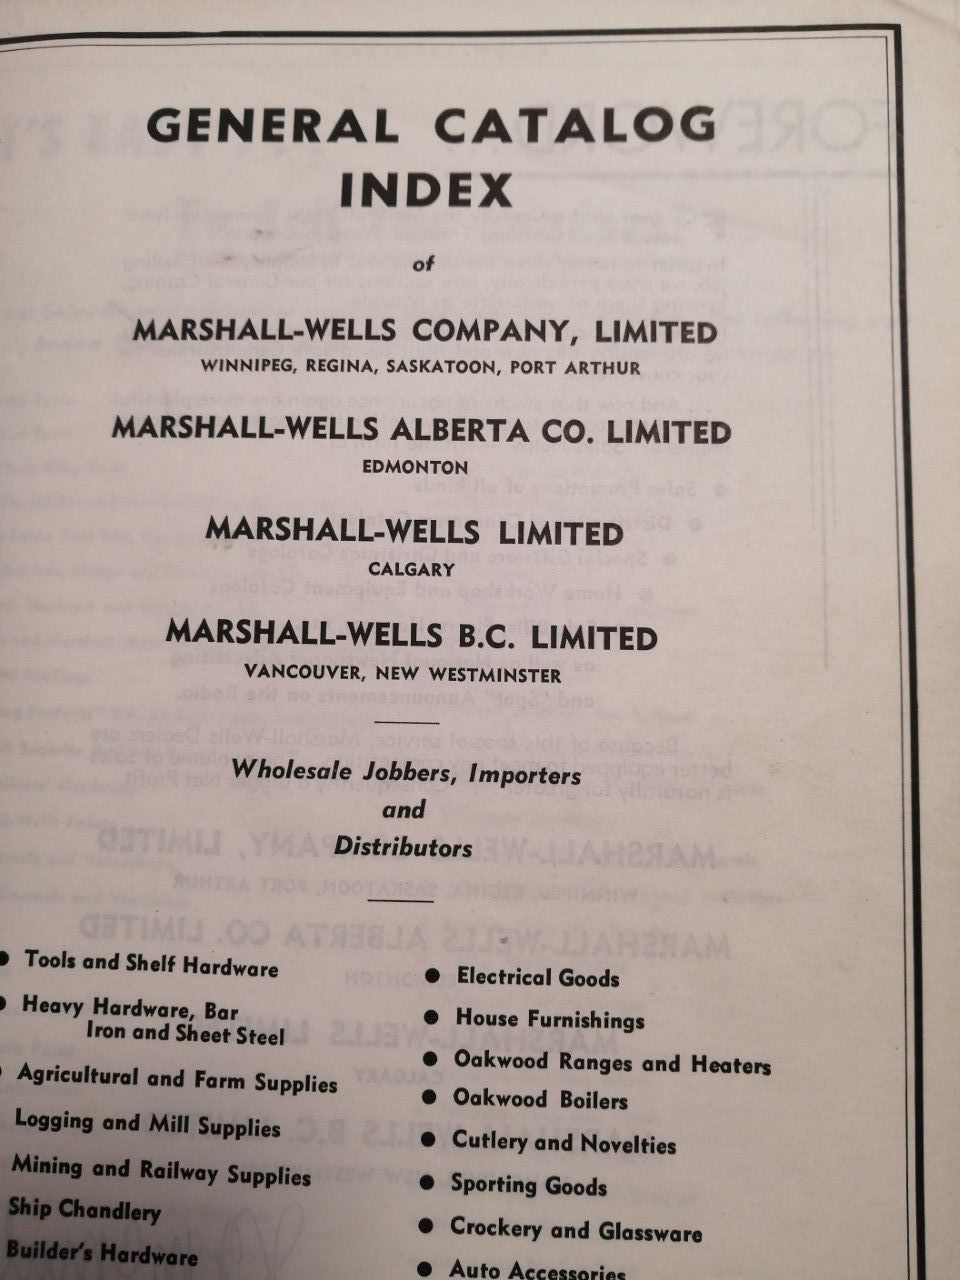 GENERAL CATALOG
INDEX
of
MARSHALL-WELLS COMPANY, LIMITED
WINNIPEG, REGINA, SASKATOON, PORT ARTHUR
MARSHALL-WELLS ALBERTA CO. LIMITED
EDMONTON
MARSHALL-WELLS LIMITED
CALGARY
MARSHALL-WELLS B.C. LIMITED
VANCOUVER, NEW WESTMINSTER
Wholesale Jobbers, Importers
and
Distributors
● Tools and Shelf Hardware
● Heavy Hardware, Bar
Iron and Sheet Steel
● Agricultural and Farm Supplies
Logging and Mill Supplies
Mining and Railway Supplies
Ship Chandlery
Builder's Hardware
● Electrical Goods
● House Furnishings
● Oakwood Ranges and Heaters
● Oakwood Boilers
● Cutlery and Novelties
● Sporting Goods
● Crockery and Glassware
● Auto Accessories